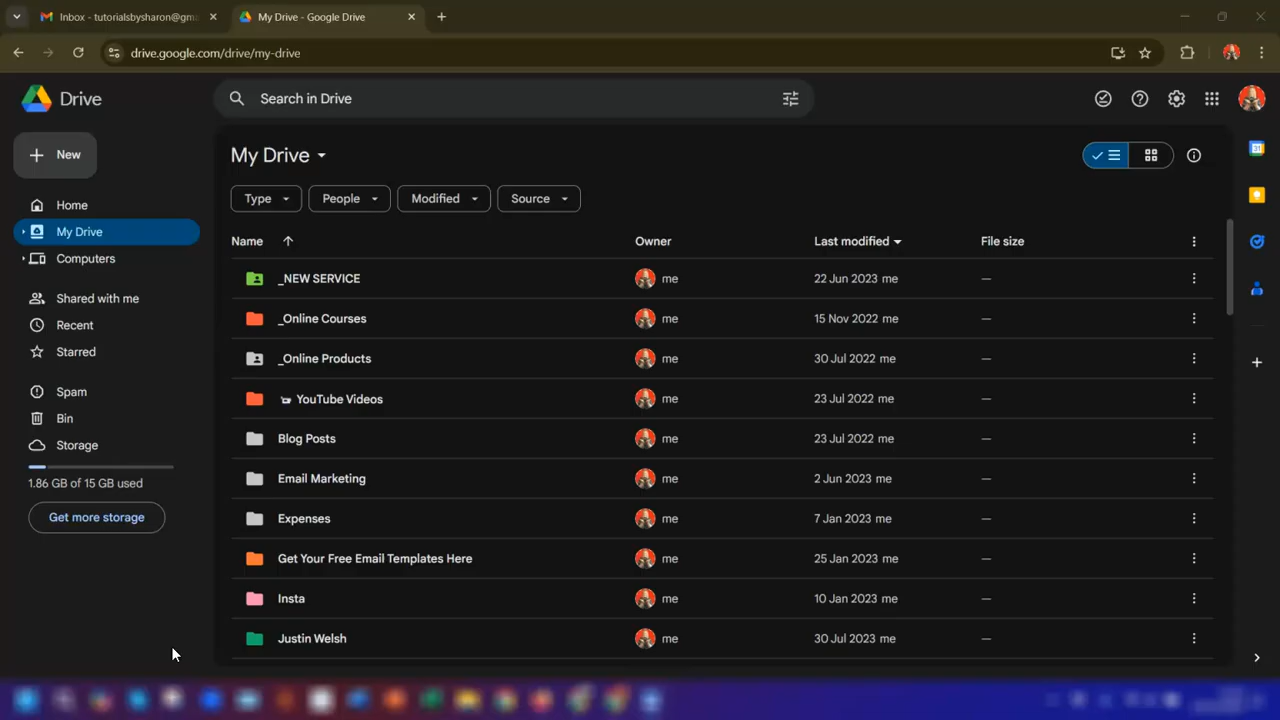 Inbox - tutorialsbysharon@gma
My Drive - Google Drive
drive.google.com/drive/my-drive
Drive
Search in Drive
New
My Drive
Type
People
Modified
Source
Home
My Drive
Computers
Shared with me
Recent
Starred
Spam
Bin
Storage
1.86 GB of 15 GB used
Get more storage
Name Owner Last modified File size
_NEW SERVICE me 22 Jun 2023 me —
_Online Courses me 15 Nov 2022 me —
_Online Products me 30 Jul 2022 me —
YouTube Videos me 23 Jul 2022 me —
Blog Posts me 23 Jul 2022 me —
Email Marketing me 2 Jun 2023 me —
Expenses me 7 Jan 2023 me —
Get Your Free Email Templates Here me 25 Jan 2023 me —
Insta me 10 Jan 2023 me —
Justin Welsh me 30 Jul 2023 me —